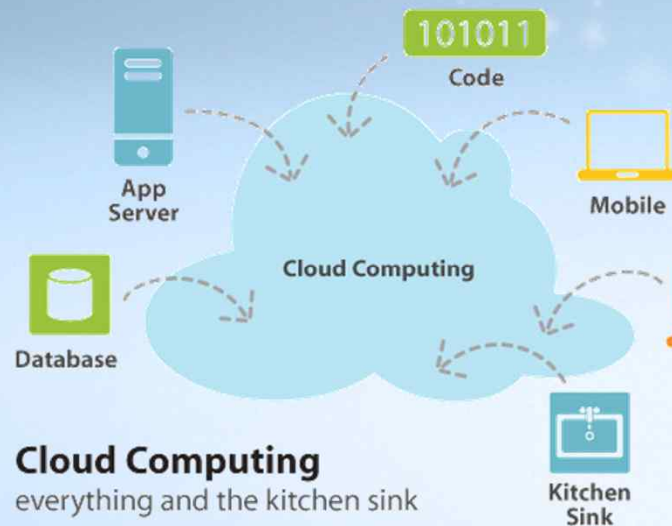 101011
Code
App
Server
Mobile
Cloud Computing
Database
Cloud Computing
everything and the kitchen sink
Kitchen
Sink